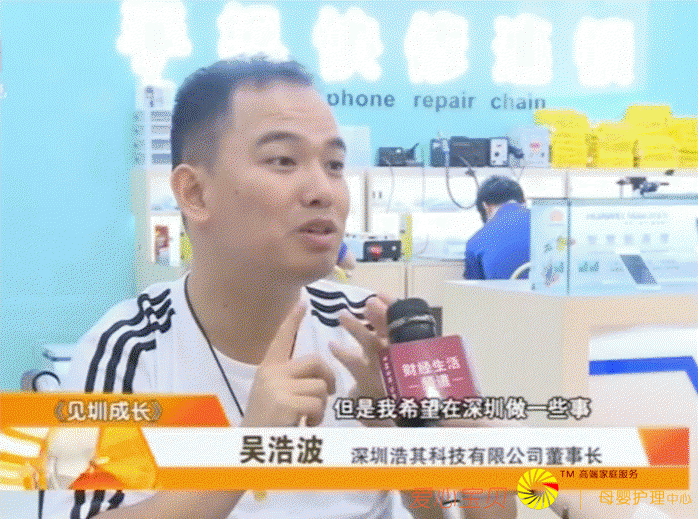 phone repair chain
财经生活
频道
《见圳成长》
但是我希望在深圳做一些事
吴浩波 深圳浩其科技有限公司董事长
TM 高端家庭服务
母婴护理中心